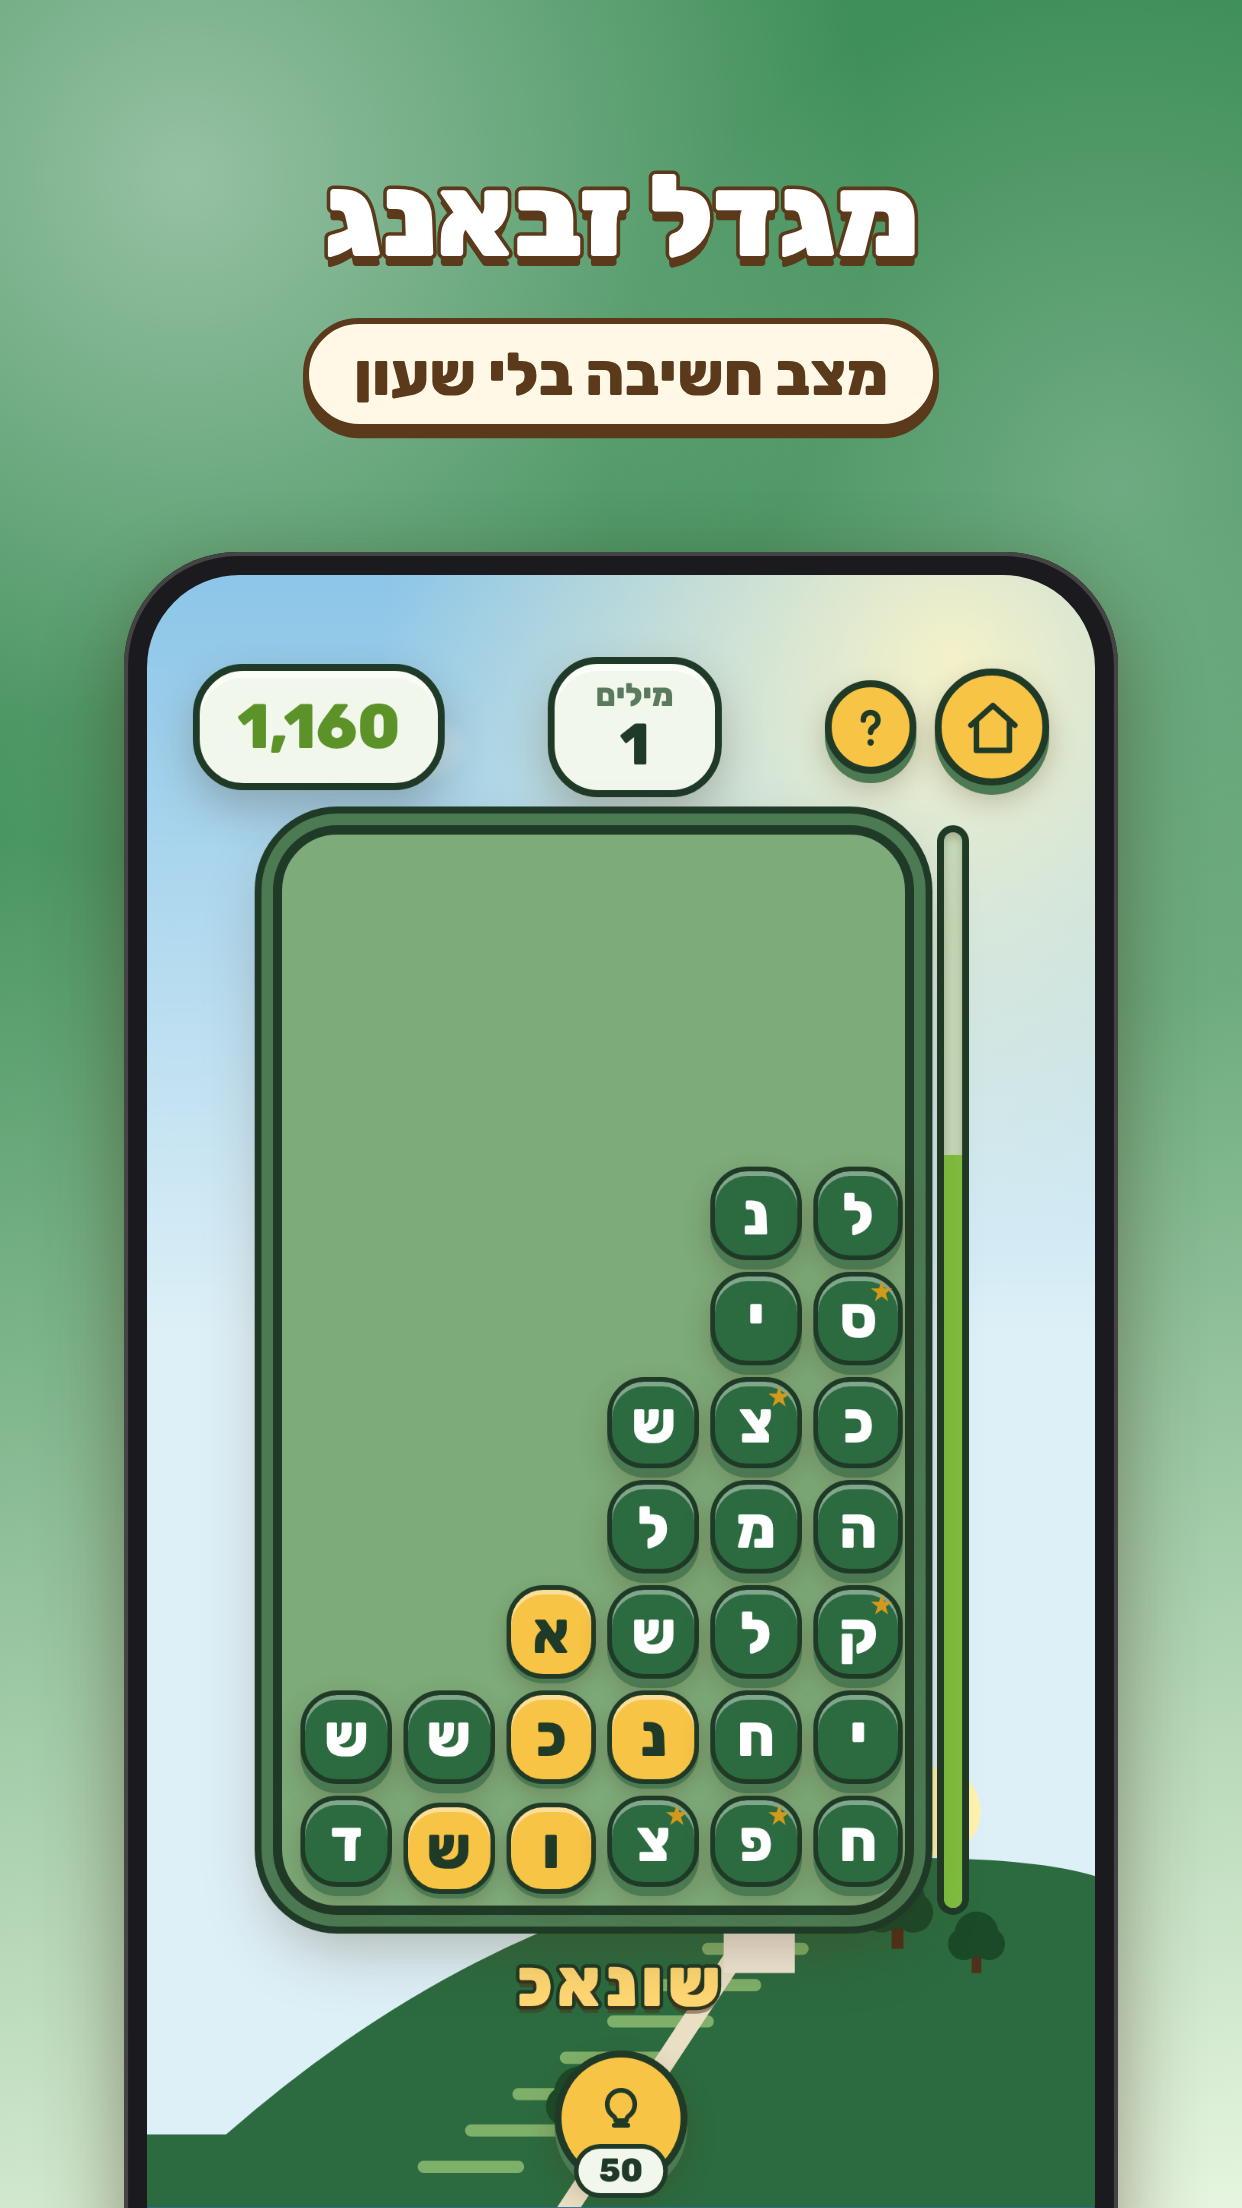 מגדל זבאנג
מצב חשיבה בלי שעון
? מילים 1,160
1
ל נ
ס י
כ צ ש
ה מ ל
ק ל ש א
י ח נ כ ש ש
ח פ צ ו ש ד
שונאכ
50